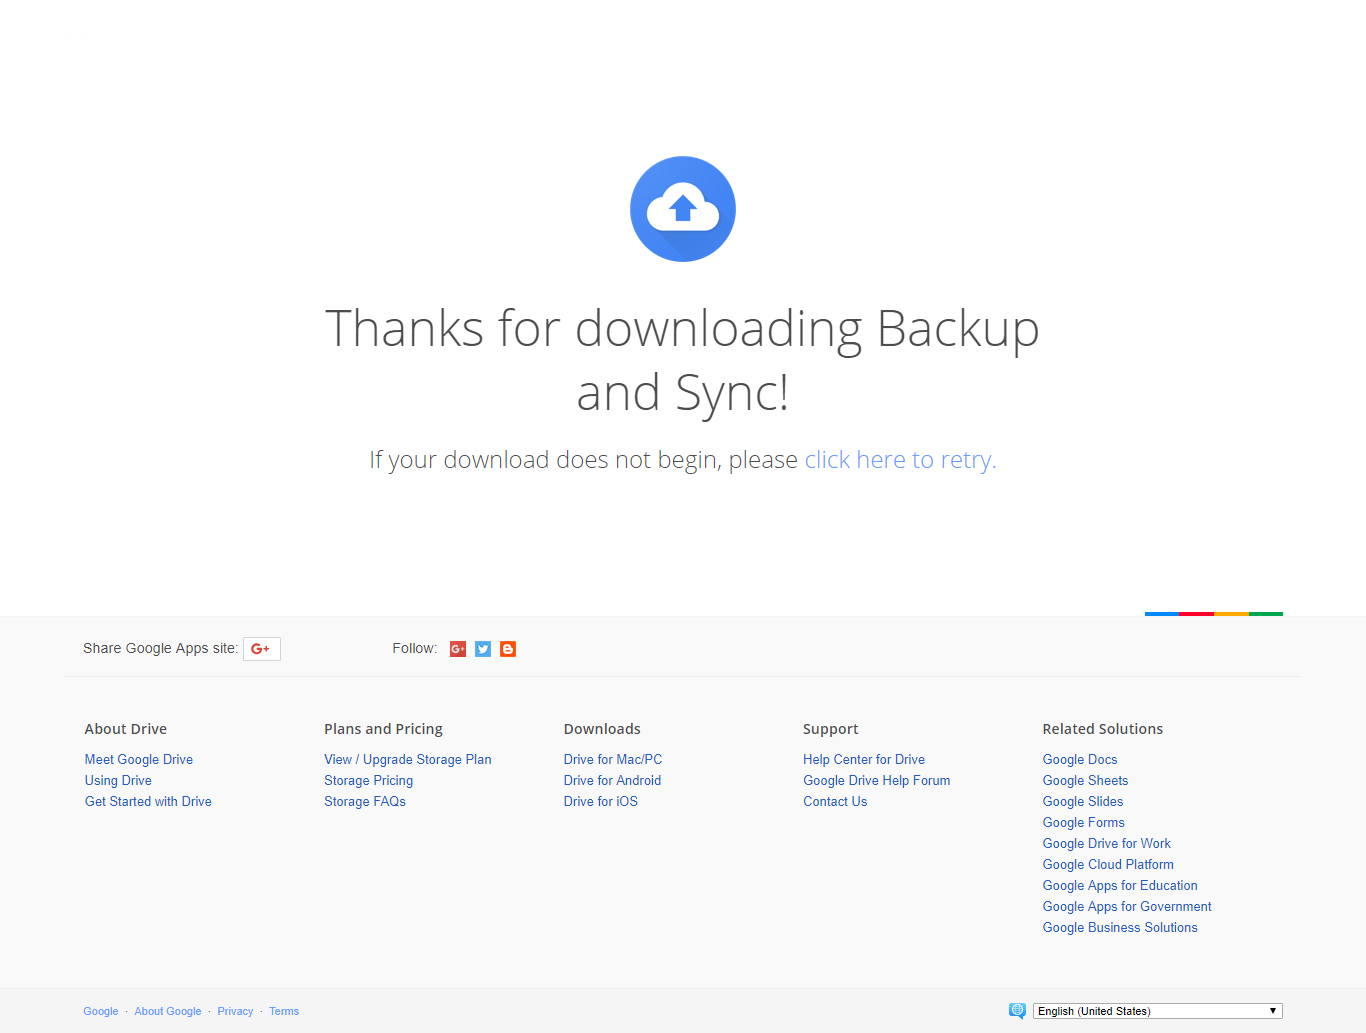 Thanks for downloading Backup
and Sync!
If your download does not begin, please click here to retry.
Share Google Apps site: G+
Follow:
About Drive
Meet Google Drive
Using Drive
Get Started with Drive
Plans and Pricing
View / Upgrade Storage Plan
Storage Pricing
Storage FAQs
Downloads
Drive for Mac/PC
Drive for Android
Drive for iOS
Support
Help Center for Drive
Google Drive Help Forum
Contact Us
Related Solutions
Google Docs
Google Sheets
Google Slides
Google Forms
Google Drive for Work
Google Cloud Platform
Google Apps for Education
Google Apps for Government
Google Business Solutions
Google · About Google · Privacy · Terms
English (United States)